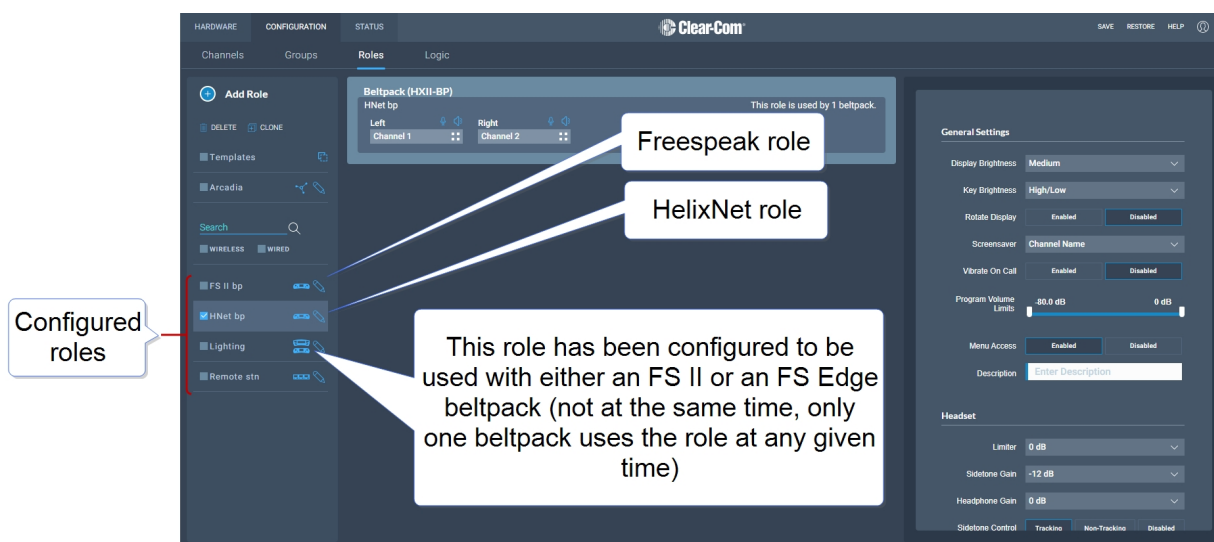 HARDWARE CONFIGURATION STATUS
Clear-Com
SAVE RESTORE HELP
Channels Groups Roles Logic
Add Role
DELETE CLONE
Templates
Arcadia
Search
WIRELESS WIRED
FS II bp
HNet bp
Lighting
Remote stn
Configured
roles
Beltpack (HXII-BP)
HNet bp
This role is used by 1 beltpack.
Left Right
Channel 1 Channel 2
Freespeak role
HelixNet role
This role has been configured to be
used with either an FS II or an FS Edge
beltpack (not at the same time, only
one beltpack uses the role at any given
time)
General Settings
Display Brightness Medium
Key Brightness High/Low
Rotate Display Enabled Disabled
Screensaver Channel Name
Vibrate On Call Enabled Disabled
Program Volume
Limits
-80.0 dB 0 dB
Menu Access Enabled Disabled
Description Enter Description
Headset
Limiter 0 dB
Sidetone Gain -12 dB
Headphone Gain 0 dB
Sidetone Control Tracking Non-Tracking Disabled